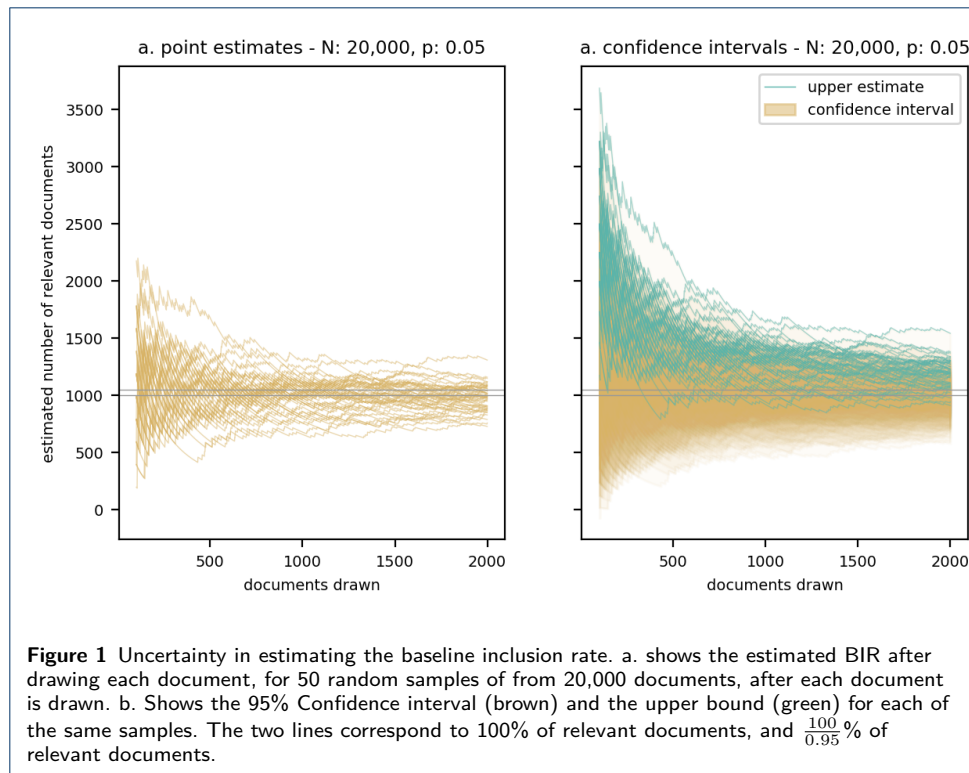 a. point estimates - N: 20,000, p: 0.05
3500
3000
2500
2000
1500
1000
500
0
estimated number of relevant documents
500 1000 1500 2000
documents drawn
a. confidence intervals - N: 20,000, p: 0.05
upper estimate
confidence interval
500 1000 1500 2000
documents drawn
Figure 1 Uncertainty in estimating the baseline inclusion rate. a. shows the estimated BIR after
drawing each document, for 50 random samples of from 20,000 documents, after each document
is drawn. b. Shows the 95% Confidence interval (brown) and the upper bound (green) for each of
the same samples. The two lines correspond to 100% of relevant documents, and 100/0.95% of
relevant documents.